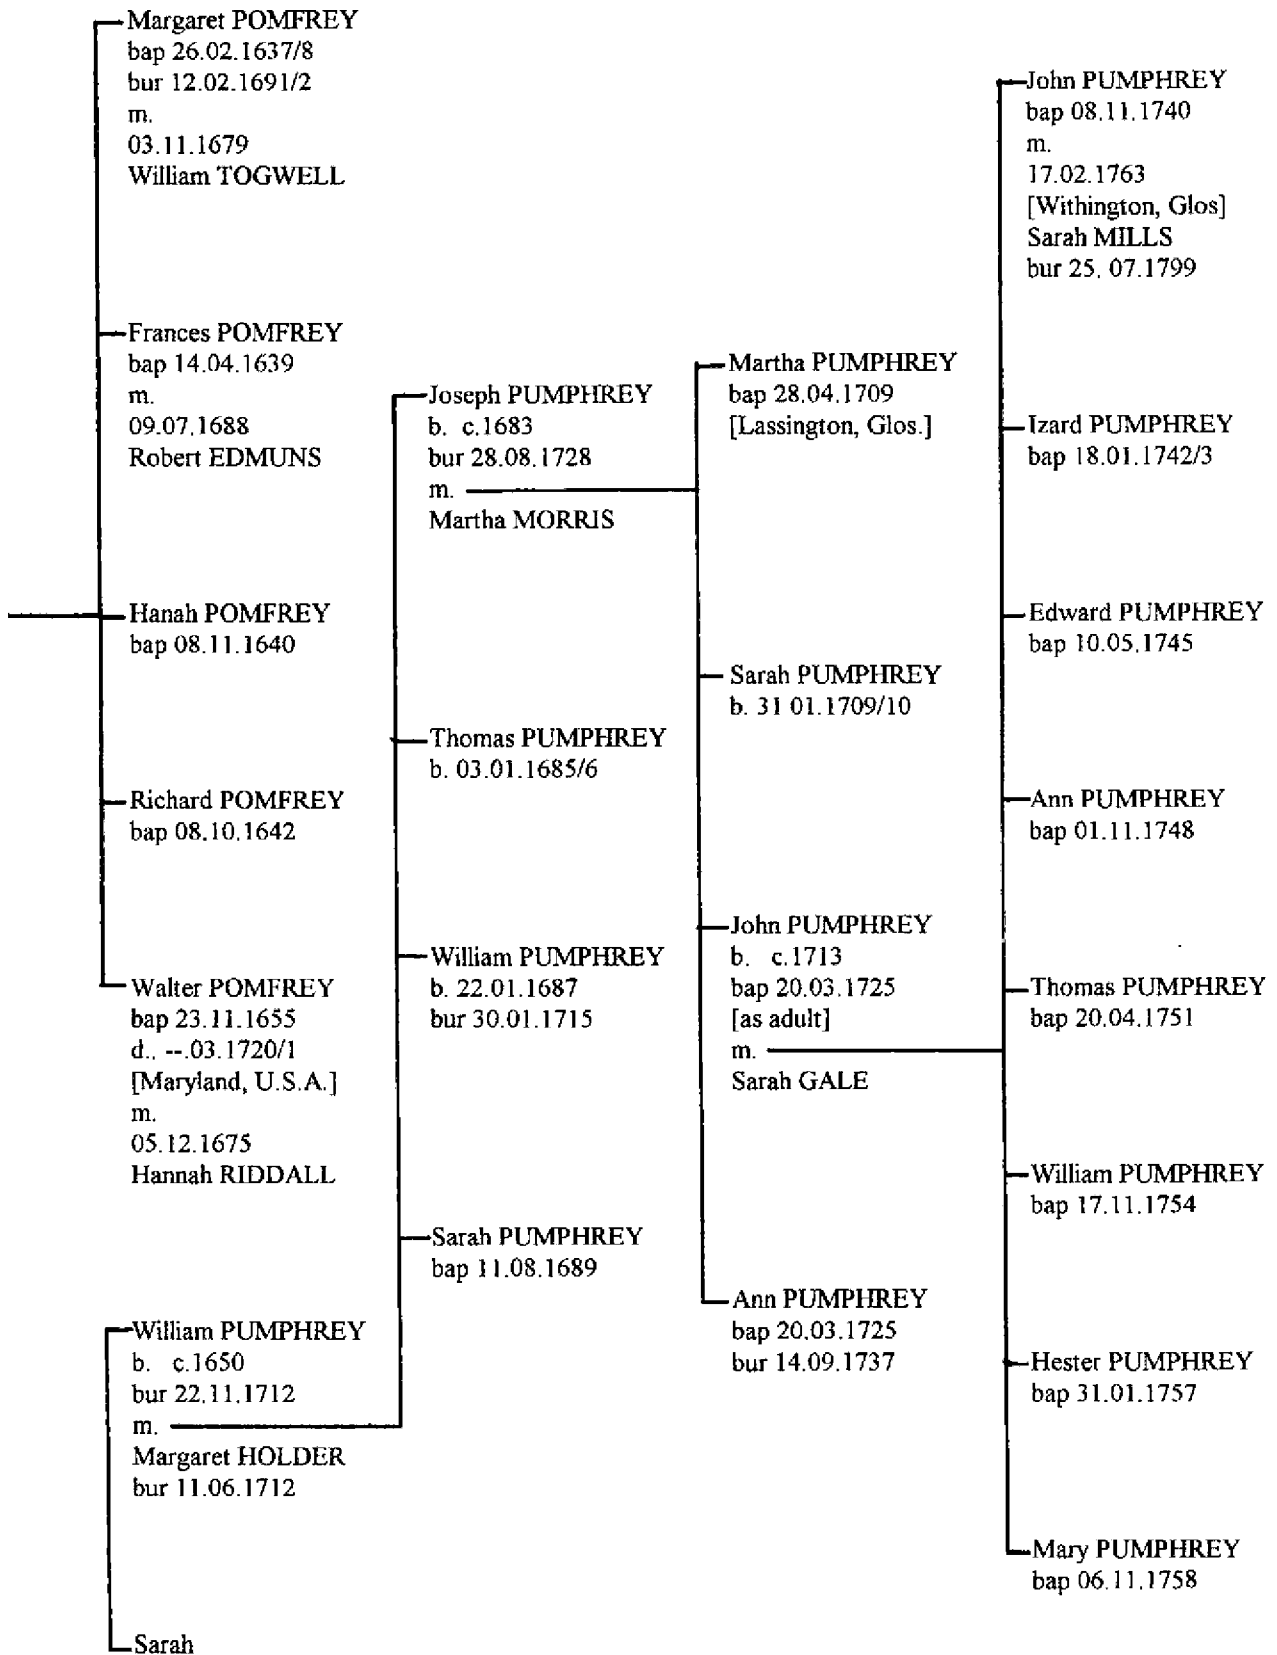 Margaret POMFREY
bap 26.02.1637/8
bur 12.02.1691/2
m.
03.11.1679
William TOGWELL
Frances POMFREY
bap 14.04.1639
m.
09.07.1688
Robert EDMUNS
Hanah POMFREY
bap 08.11.1640
Richard POMFREY
bap 08.10.1642
Walter POMFREY
bap 23.11.1655
d., --.03.1720/1
[Maryland, U.S.A.]
m.
05.12.1675
Hannah RIDDALL
William PUMPHREY
b. c.1650
bur 22.11.1712
m.
Margaret HOLDER
bur 11.06.1712
Sarah
Joseph PUMPHREY
b. c.1683
bur 28.08.1728
m.
Martha MORRIS
Thomas PUMPHREY
b. 03.01.1685/6
William PUMPHREY
b. 22.01.1687
bur 30.01.1715
Sarah PUMPHREY
bap 11.08.1689
Martha PUMPHREY
bap 28.04.1709
[Lassington, Glos.]
Sarah PUMPHREY
b. 31 01.1709/10
John PUMPHREY
b. c.1713
bap 20.03.1725
[as adult]
m.
Sarah GALE
Ann PUMPHREY
bap 20.03.1725
bur 14.09.1737
John PUMPHREY
bap 08.11.1740
m.
17.02.1763
[Withington, Glos]
Sarah MILLS
bur 25. 07.1799
Izard PUMPHREY
bap 18.01.1742/3
Edward PUMPHREY
bap 10.05.1745
Ann PUMPHREY
bap 01.11.1748
Thomas PUMPHREY
bap 20.04.1751
William PUMPHREY
bap 17.11.1754
Hester PUMPHREY
bap 31.01.1757
Mary PUMPHREY
bap 06.11.1758